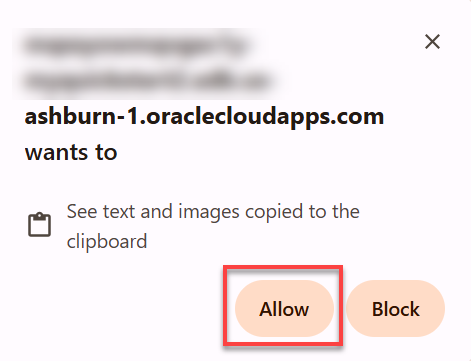 ashburn-1.oraclecloudapps.com
wants to
See text and images copied to the
clipboard
Allow
Block